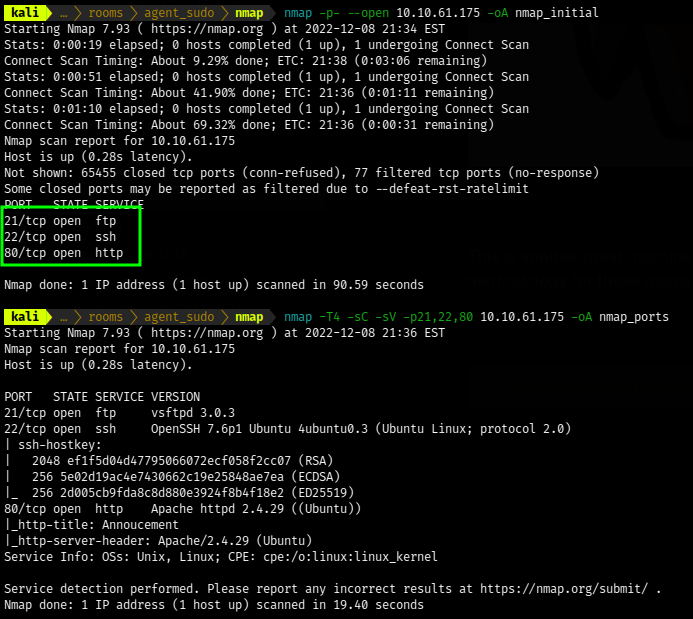 kali … rooms agent_sudo nmap nmap -p- --open 10.10.61.175 -oA nmap_initial
Starting Nmap 7.93 ( https://nmap.org ) at 2022-12-08 21:34 EST
Stats: 0:00:19 elapsed; 0 hosts completed (1 up), 1 undergoing Connect Scan
Connect Scan Timing: About 9.29% done; ETC: 21:38 (0:03:06 remaining)
Stats: 0:00:51 elapsed; 0 hosts completed (1 up), 1 undergoing Connect Scan
Connect Scan Timing: About 41.90% done; ETC: 21:36 (0:01:11 remaining)
Stats: 0:01:10 elapsed; 0 hosts completed (1 up), 1 undergoing Connect Scan
Connect Scan Timing: About 69.32% done; ETC: 21:36 (0:00:31 remaining)
Nmap scan report for 10.10.61.175
Host is up (0.28s latency).
Not shown: 65455 closed tcp ports (conn-refused), 77 filtered tcp ports (no-response)
Some closed ports may be reported as filtered due to --defeat-rst-ratelimit
PORT   STATE SERVICE
21/tcp open  ftp
22/tcp open  ssh
80/tcp open  http
Nmap done: 1 IP address (1 host up) scanned in 90.59 seconds
kali … rooms agent_sudo nmap nmap -T4 -sC -sV -p21,22,80 10.10.61.175 -oA nmap_ports
Starting Nmap 7.93 ( https://nmap.org ) at 2022-12-08 21:36 EST
Nmap scan report for 10.10.61.175
Host is up (0.28s latency).
PORT   STATE SERVICE VERSION
21/tcp open  ftp     vsftpd 3.0.3
22/tcp open  ssh     OpenSSH 7.6p1 Ubuntu 4ubuntu0.3 (Ubuntu Linux; protocol 2.0)
| ssh-hostkey:
|   2048 ef1f5d04d47795066072ecf058f2cc07 (RSA)
|   256 5e02d19ac4e7430662c19e25848ae7ea (ECDSA)
|_  256 2d005cb9fda8c8d880e3924f8b4f18e2 (ED25519)
80/tcp open  http    Apache httpd 2.4.29 ((Ubuntu))
|_http-title: Annoucement
|_http-server-header: Apache/2.4.29 (Ubuntu)
Service Info: OSs: Unix, Linux; CPE: cpe:/o:linux:linux_kernel
Service detection performed. Please report any incorrect results at https://nmap.org/submit/ .
Nmap done: 1 IP address (1 host up) scanned in 19.40 seconds